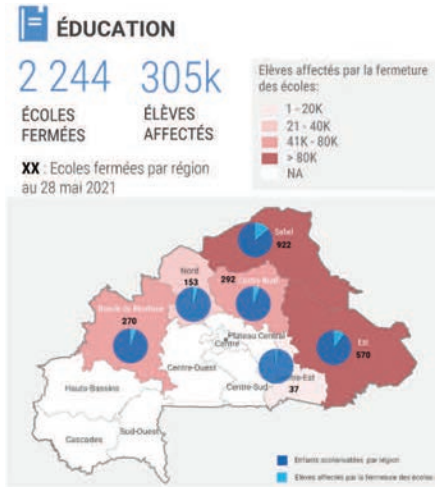 ÉDUCATION
2 244
ÉCOLES
FERMÉES
305k
ÉLÈVES
AFFECTÉS
XX : Ecoles fermées par région
au 28 mai 2021
Elèves affectés par la fermeture
des écoles:
1 - 20K
21 - 40K
41K - 80K
> 80K
NA
Sahel
922
Nord
153
292
Centre-Nord
Boucle du Mouhoun
270
Plateau Central
Centre
Est
570
Centre-Ouest
Centre-Sud
37
Hauts-Bassins
Cascades
Sud-Ouest
Enfants scolarisables par région
Elèves affectés par la fermeture des écoles